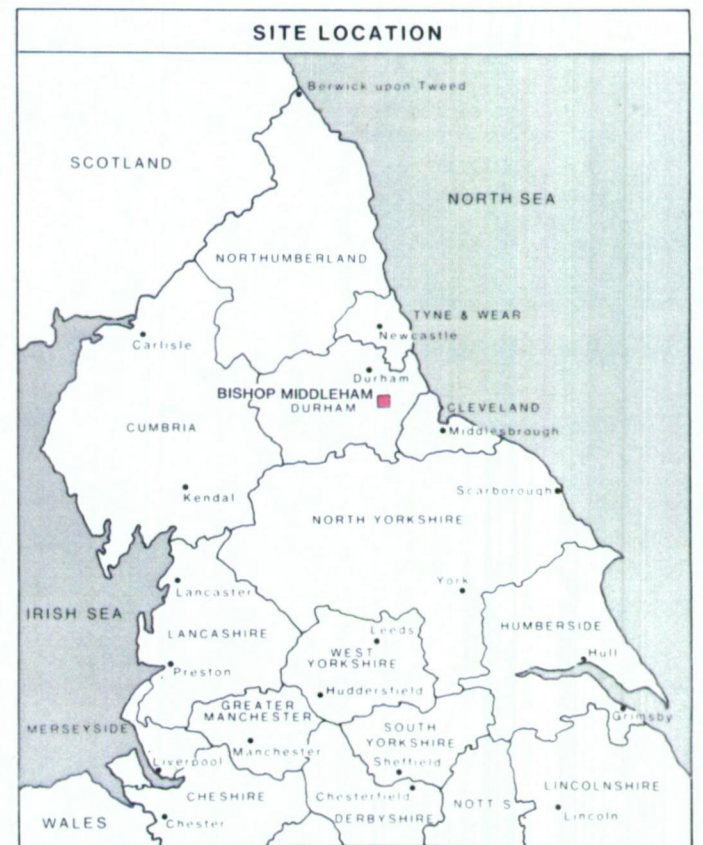 SITE LOCATION
Berwick upon Tweed
SCOTLAND
NORTH SEA
NORTHUMBERLAND
TYNE & WEAR
Newcastle
Carlisle
Durham
BISHOP MIDDLEHAM
DURHAM
CLEVELAND
CUMBRIA
Middlesbrough
Kendal
Scarborough
NORTH YORKSHIRE
York
Lancaster
IRISH SEA
HUMBERSIDE
LANCASHIRE
Leeds
WEST
YORKSHIRE
Hull
Preston
Huddersfield
GREATER
MANCHESTER
Grimsby
MERSEYSIDE
SOUTH
YORKSHIRE
Manchester
Liverpool
Sheffield
CHESHIRE
Chesterfield
LINCOLNSHIRE
NOTT S
WALES
Chester
DERBYSHIRE
Lincoln